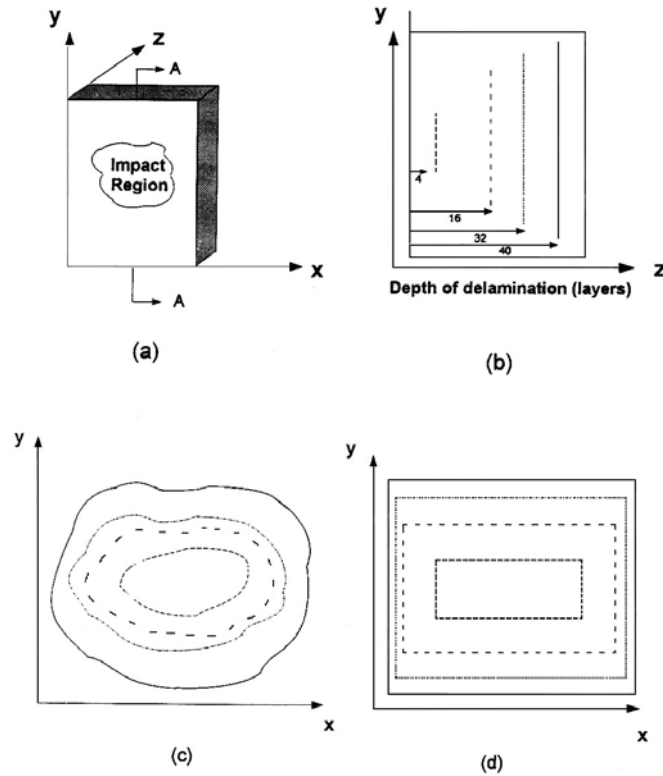 y
z
A
Impact
Region
x
A
(a)
y
4
16
32
40
z
Depth of delamination (layers)
(b)
y
x
(c)
y
x
(d)